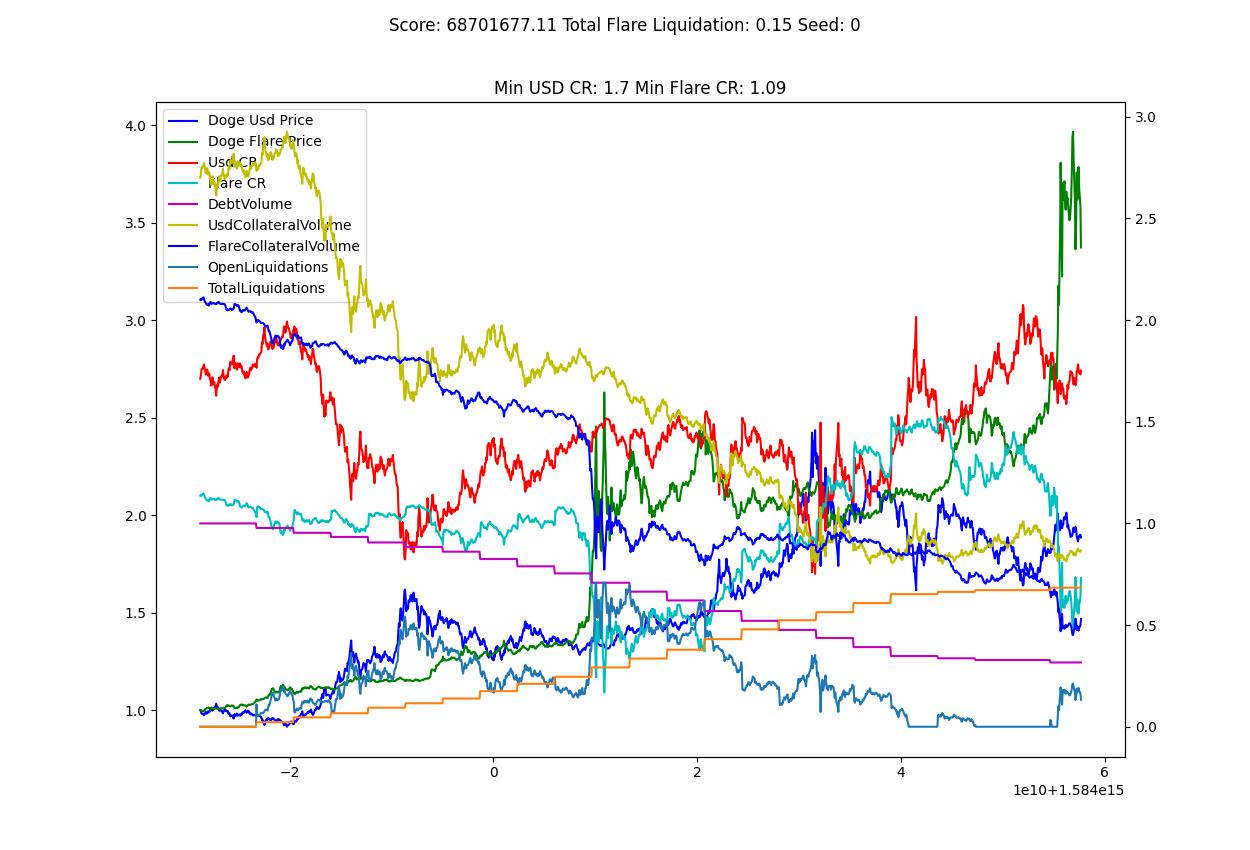 Score: 68701677.11 Total Flare Liquidation: 0.15 Seed: 0
Min USD CR: 1.7 Min Flare CR: 1.09
Doge Usd Price
Doge Flare Price
Usd CR
Flare CR
DebtVolume
UsdCollateralVolume
FlareCollateralVolume
OpenLiquidations
TotalLiquidations
4.0
3.5
3.0
2.5
2.0
1.5
1.0
3.0
2.5
2.0
1.5
1.0
0.5
0.0
−2
0
2
4
6
1e10+1.584e15